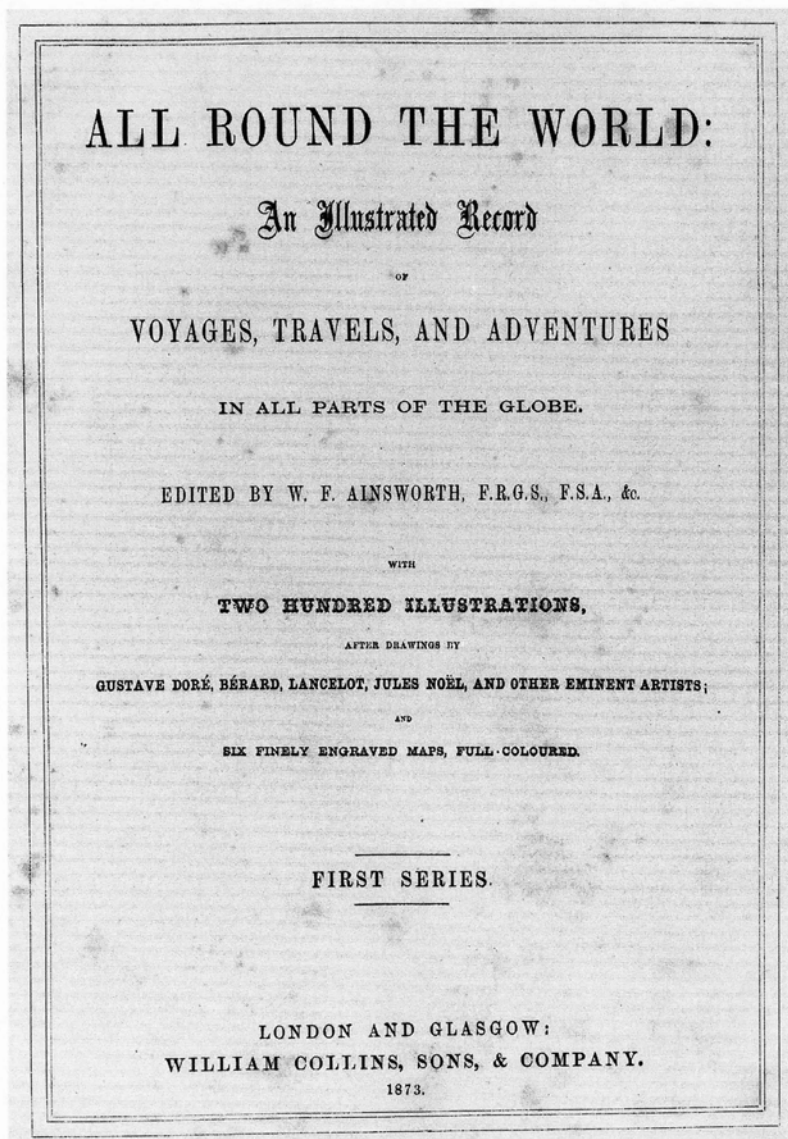 ALL ROUND THE WORLD:
An Illustrated Record
OF
VOYAGES, TRAVELS, AND ADVENTURES
IN ALL PARTS OF THE GLOBE.
EDITED BY W. F. AINSWORTH, F.R.G.S., F.S.A., &c.
WITH
TWO HUNDRED ILLUSTRATIONS,
AFTER DRAWINGS BY
GUSTAVE DORÉ, BÉRARD, LANCELOT, JULES NOËL, AND OTHER EMINENT ARTISTS;
AND
SIX FINELY ENGRAVED MAPS, FULL-COLOURED.
FIRST SERIES.
LONDON AND GLASGOW:
WILLIAM COLLINS, SONS, & COMPANY.
1873.